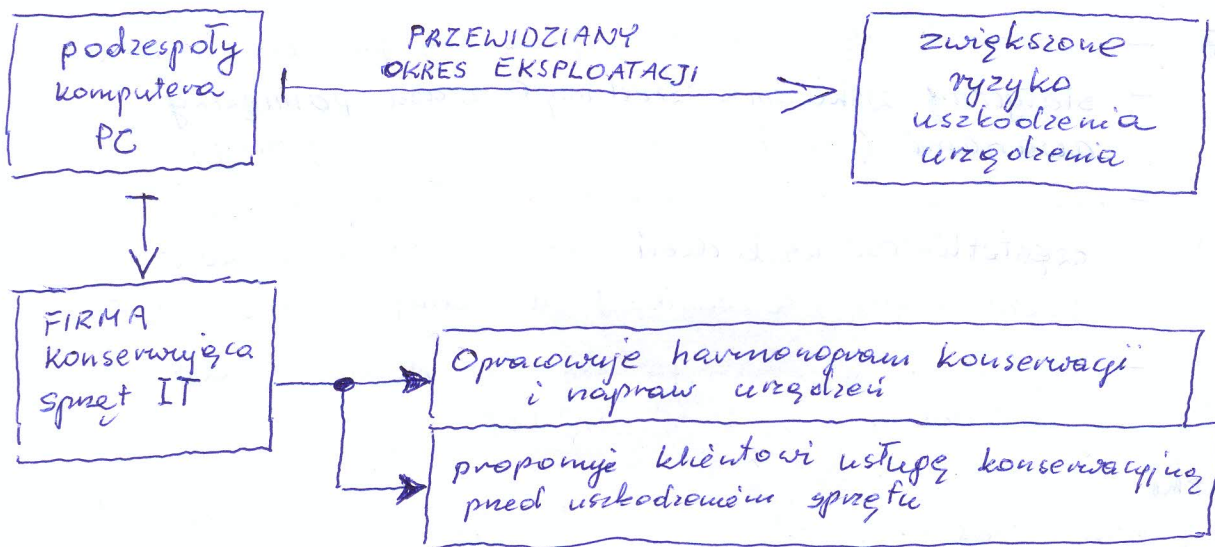 podzespoły
komputera
PC
PRZEWIDZIANY
OKRES EKSPLOATACJI
zwiększone
ryzyko
uszkodzenia
urządzenia
FIRMA
konserwująca
sprzęt IT
Opracowuje harmonogram konserwacji
i napraw urządzeń
proponuje klientowi usługę konserwacyjną
przed uszkodzeniem sprzętu